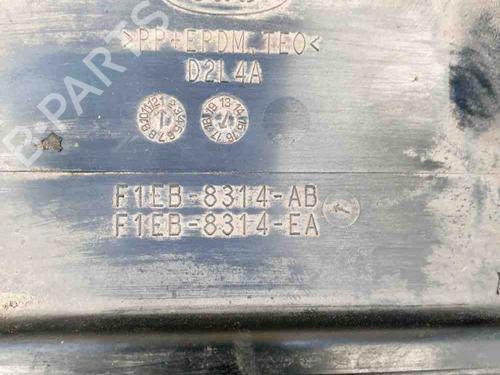 >PP+EPDM,TEO<
D2L4A
F1EB-8314-AB
F1EB-8314-EA
B-PARTS